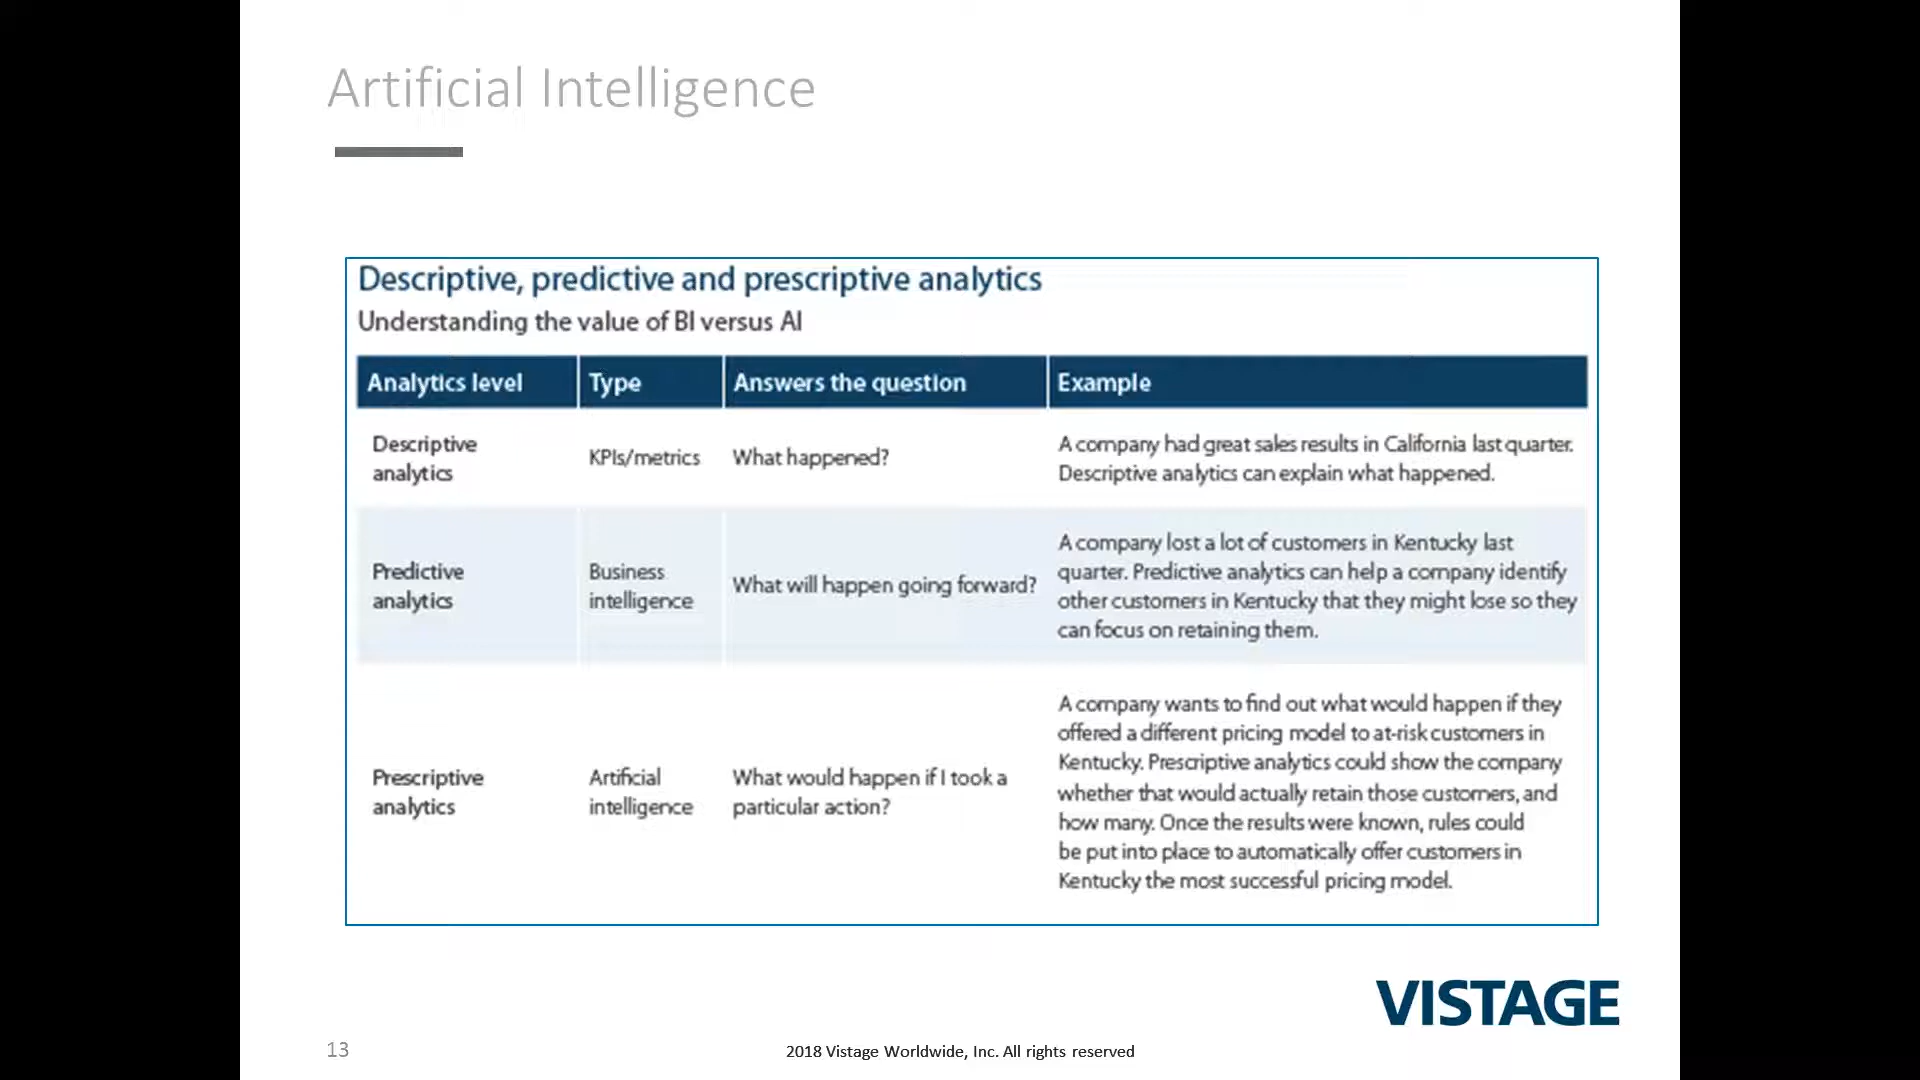 Artificial Intelligence
Descriptive, predictive and prescriptive analytics
Understanding the value of BI versus AI
Analytics level Type Answers the question Example
Descriptive
analytics
KPIs/metrics
What happened?
A company had great sales results in California last quarter.
Descriptive analytics can explain what happened.
Predictive
analytics
Business
intelligence
What will happen going forward?
A company lost a lot of customers in Kentucky last
quarter. Predictive analytics can help a company identify
other customers in Kentucky that they might lose so they
can focus on retaining them.
Prescriptive
analytics
Artificial
intelligence
What would happen if I took a
particular action?
A company wants to find out what would happen if they
offered a different pricing model to at-risk customers in
Kentucky. Prescriptive analytics could show the company
whether that would actually retain those customers, and
how many. Once the results were known, rules could
be put into place to automatically offer customers in
Kentucky the most successful pricing model.
VISTAGE
13
2018 Vistage Worldwide, Inc. All rights reserved